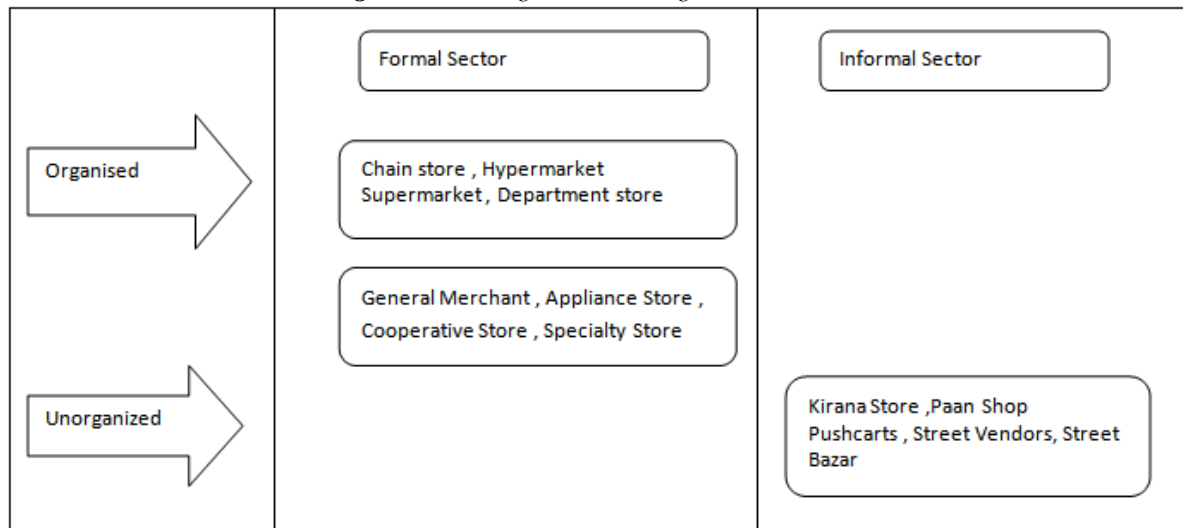 Formal Sector
Informal Sector
Organised
Chain store , Hypermarket
Supermarket , Department store
General Merchant , Appliance Store ,
Cooperative Store , Specialty Store
Unorganized
Kirana Store ,Paan Shop
Pushcarts , Street Vendors, Street
Bazar